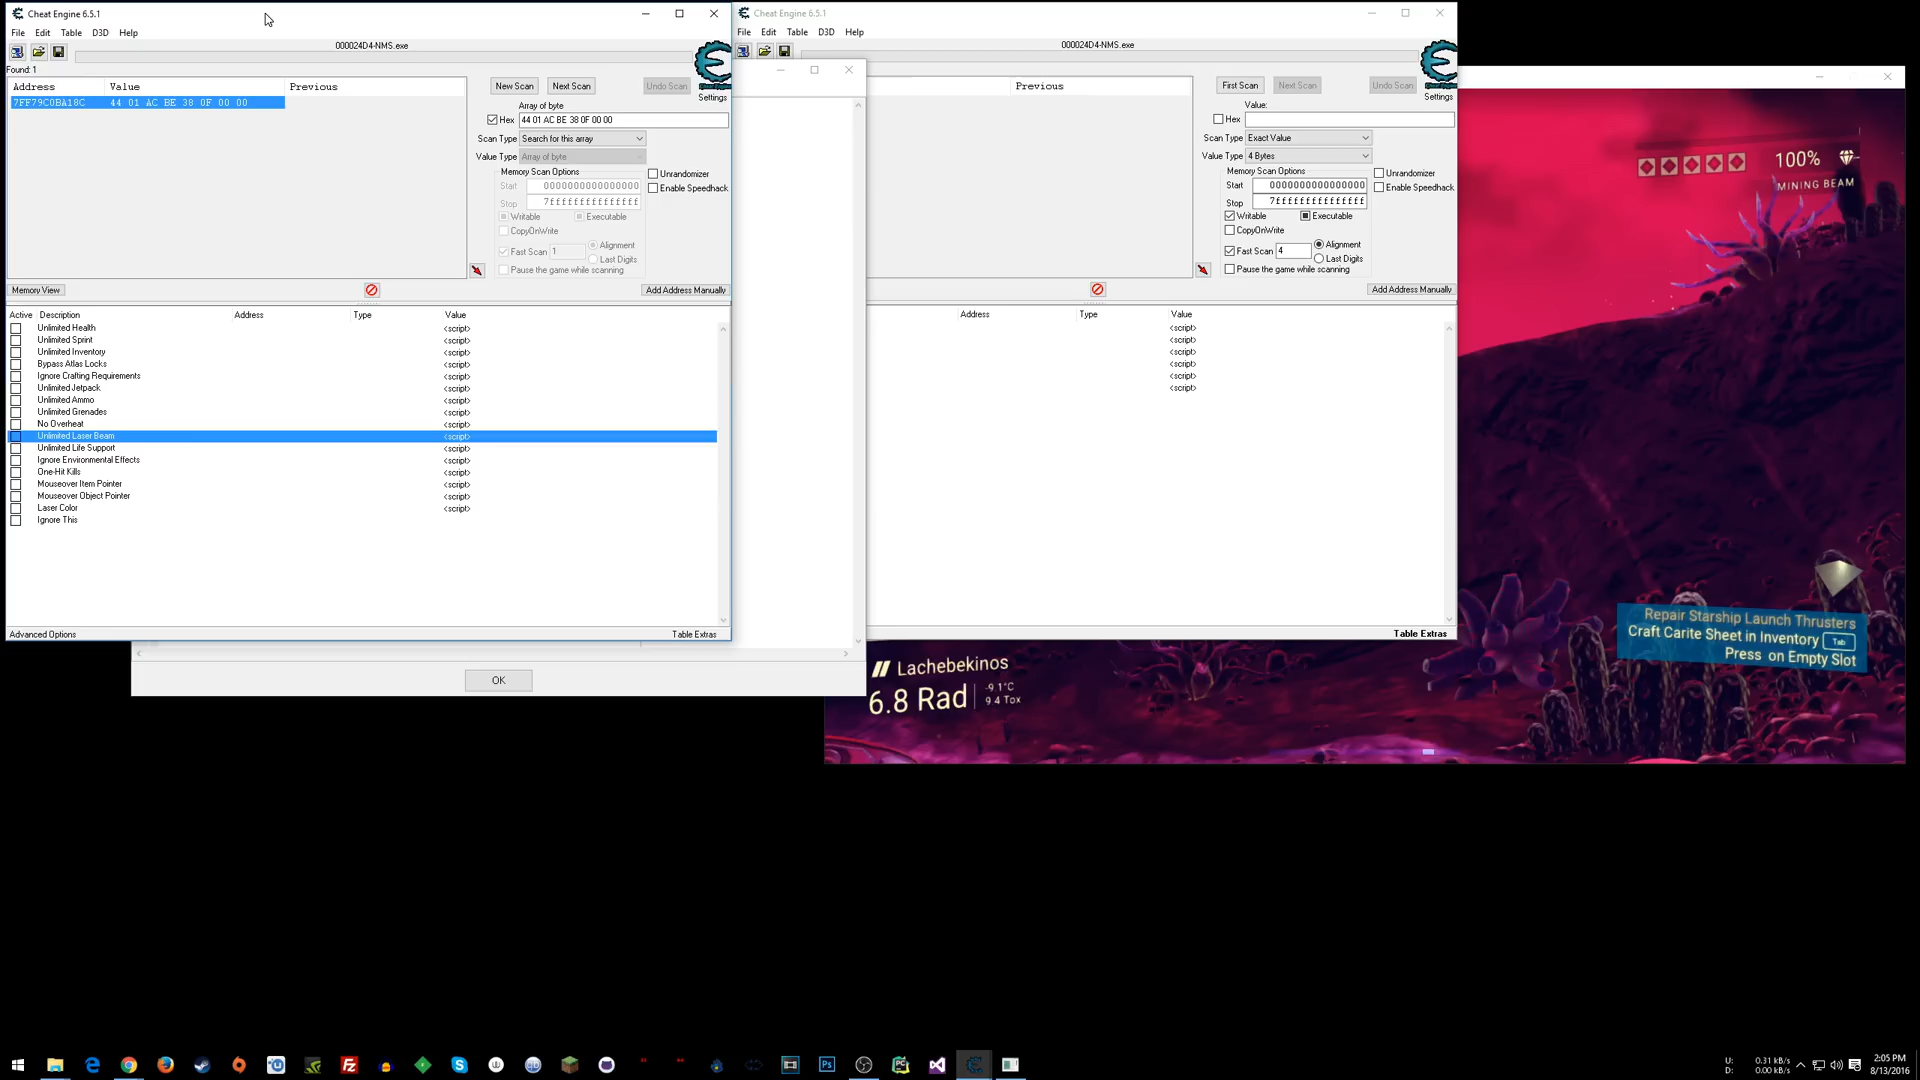 Cheat Engine 6.5.1
File Edit Table D3D Help
000024D4-NMS.exe
Found: 1
Address Value Previous
7FF79C0BA18C 44 01 AC BE 38 0F 00 00
New Scan Next Scan Undo Scan
Settings
Array of byte
Hex 44 01 AC BE 38 0F 00 00
Scan Type Search for this array
Value Type Array of byte
Memory Scan Options
Start 0000000000000000
Stop 7fffffffffffffff
Writable Executable
CopyOnWrite
Fast Scan 1 Alignment
Last Digits
Pause the game while scanning
Unrandomizer
Enable Speedhack
Memory View Add Address Manually
Active Description Address Type Value
Unlimited Health <script>
Unlimited Sprint <script>
Unlimited Inventory <script>
Bypass Atlas Locks <script>
Ignore Crafting Requirements <script>
Unlimited Jetpack <script>
Unlimited Ammo <script>
Unlimited Grenades <script>
No Overheat <script>
Unlimited Laser Beam <script>
Unlimited Life Support <script>
Ignore Environmental Effects <script>
One-Hit Kills <script>
Mouseover Item Pointer <script>
Mouseover Object Pointer <script>
Laser Color <script>
Ignore This
Advanced Options Table Extras
OK
Cheat Engine 6.5.1
File Edit Table D3D Help
000024D4-NMS.exe
Previous
First Scan Next Scan Undo Scan
Settings
Value:
Hex
Scan Type Exact Value
Value Type 4 Bytes
Memory Scan Options
Start 0000000000000000
Stop 7fffffffffffffff
Writable Executable
CopyOnWrite
Fast Scan 4 Alignment
Last Digits
Pause the game while scanning
Unrandomizer
Enable Speedhack
Add Address Manually
Address Type Value
<script>
<script>
<script>
<script>
<script>
<script>
Table Extras
100%
MINING BEAM
Repair Starship Launch Thrusters
Craft Carite Sheet in Inventory Tab
Press on Empty Slot
Lachebekinos
6.8 Rad
-9.1°C
9.4 Tox
U: 0.31 kB/s
D: 0.00 kB/s
2:05 PM
8/13/2016